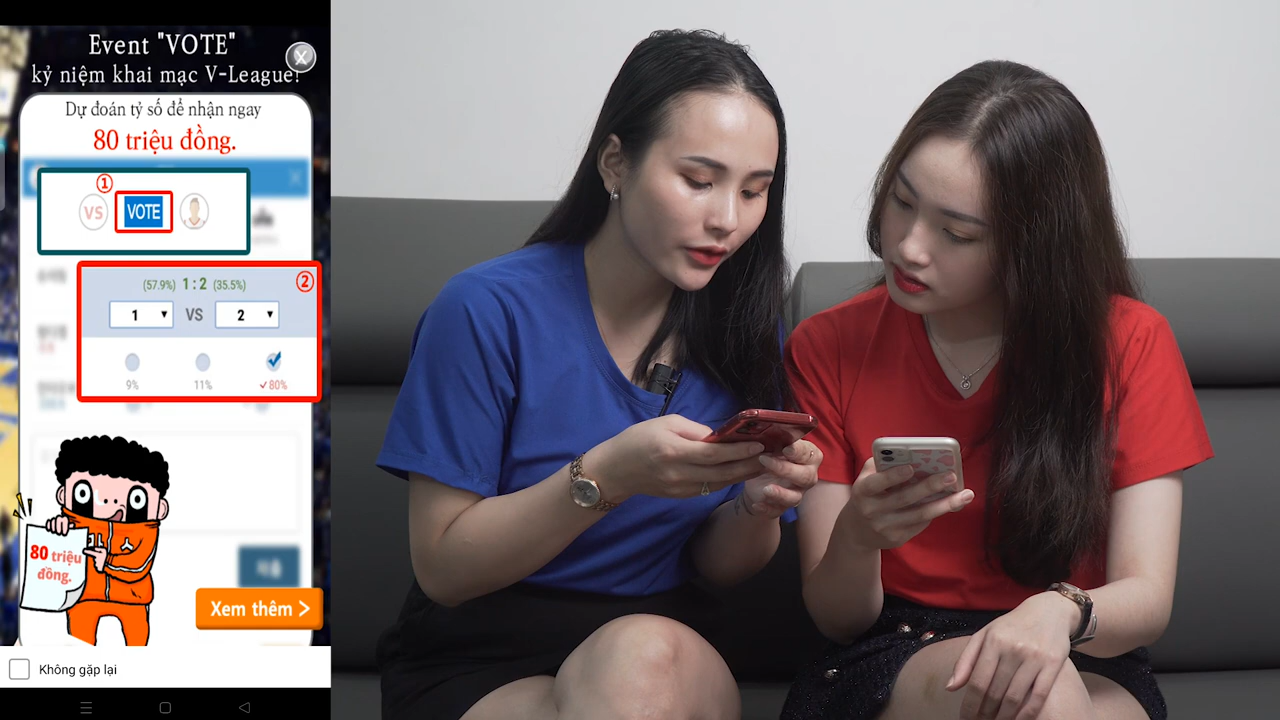 Event "VOTE"
X
kỷ niệm khai mạc V-League!
Dự đoán tỷ số để nhận ngay
80 triệu đồng.
①
VS VOTE
②
(57.9%) 1 : 2 (35.5%)
1 ▼ VS 2 ▼
9% 11% ✓80%
80 triệu
đồng.
Xem thêm >
Không gặp lại